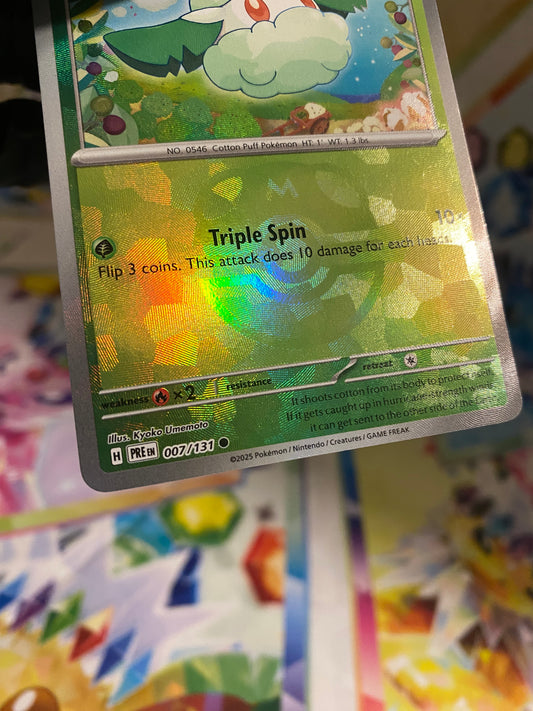 NO. 0546 Cotton Puff Pokémon HT: 1' WT: 1.3 lbs.
M
Triple Spin 10
Flip 3 coins. This attack does 10 damage for each heads.
weakness × 2 resistance retreat
It shoots cotton from its body to protect
If it gets caught up in hurricane-strength winds,
it can get sent to the other side of the
Illus. Kyoko Umemoto
H PRE EN 007/131
©2025 Pokémon / Nintendo / Creatures / GAME FREAK